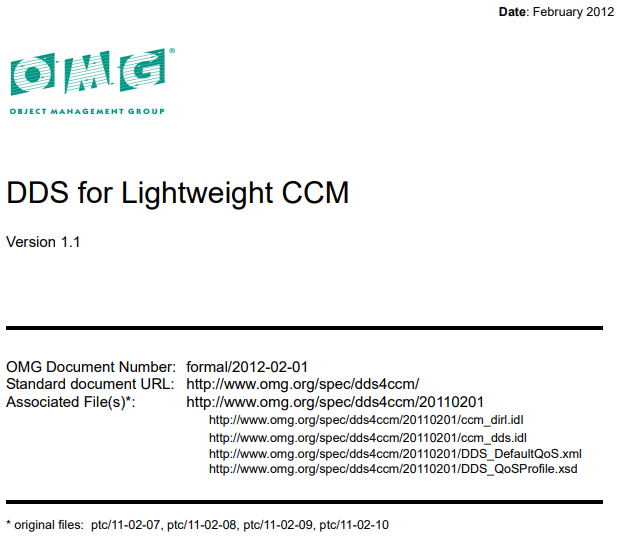 Date: February 2012
OMG®
OBJECT MANAGEMENT GROUP
DDS for Lightweight CCM
Version 1.1
OMG Document Number: formal/2012-02-01
Standard document URL: http://www.omg.org/spec/dds4ccm/
Associated File(s)*: http://www.omg.org/spec/dds4ccm/20110201
http://www.omg.org/spec/dds4ccm/20110201/ccm_dirl.idl
http://www.omg.org/spec/dds4ccm/20110201/ccm_dds.idl
http://www.omg.org/spec/dds4ccm/20110201/DDS_DefaultQoS.xml
http://www.omg.org/spec/dds4ccm/20110201/DDS_QoSProfile.xsd
* original files: ptc/11-02-07, ptc/11-02-08, ptc/11-02-09, ptc/11-02-10